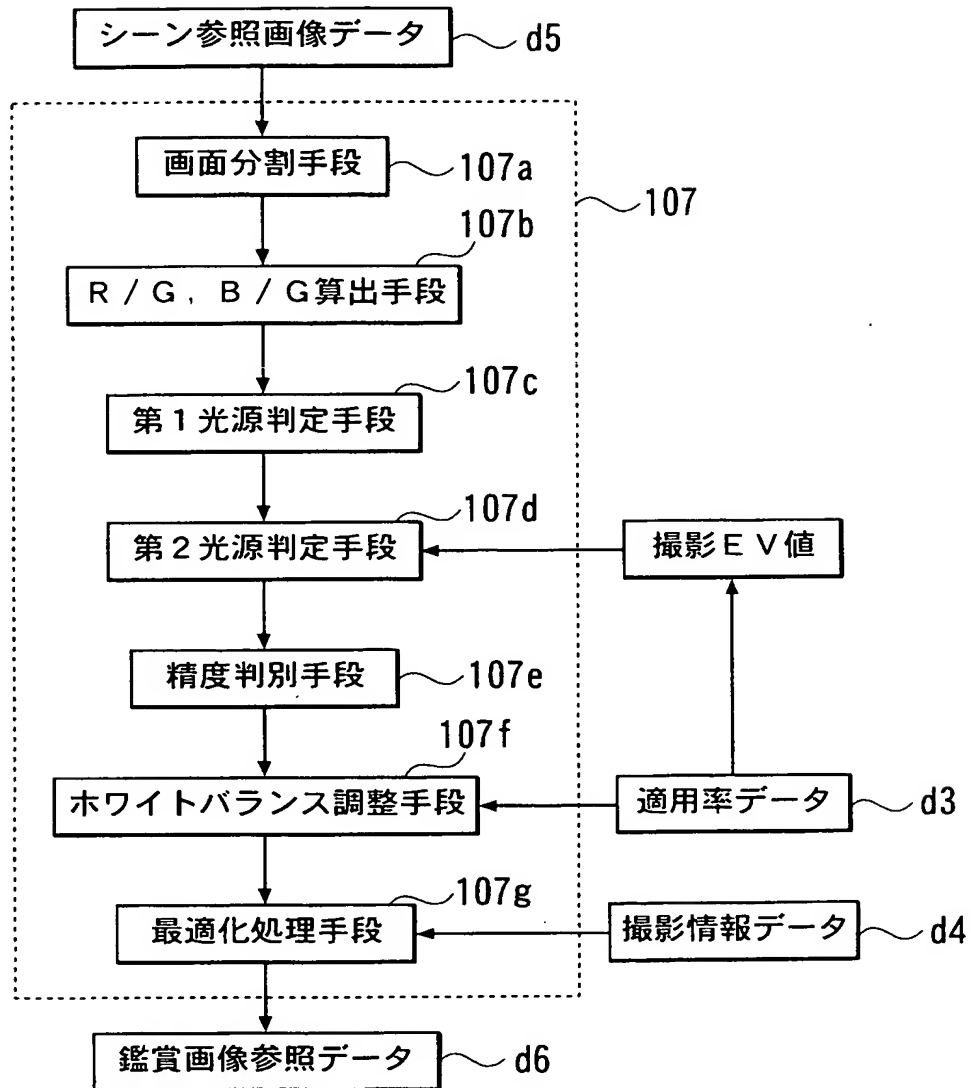 シーン参照画像データ d5
画面分割手段 107a
107
107b
R/G, B/G算出手段
107c
第1光源判定手段
107d
第2光源判定手段
撮影EV値
精度判別手段 107e
107f
ホワイトバランス調整手段
適用率データ d3
107g
最適化処理手段
撮影情報データ d4
鑑賞画像参照データ d6